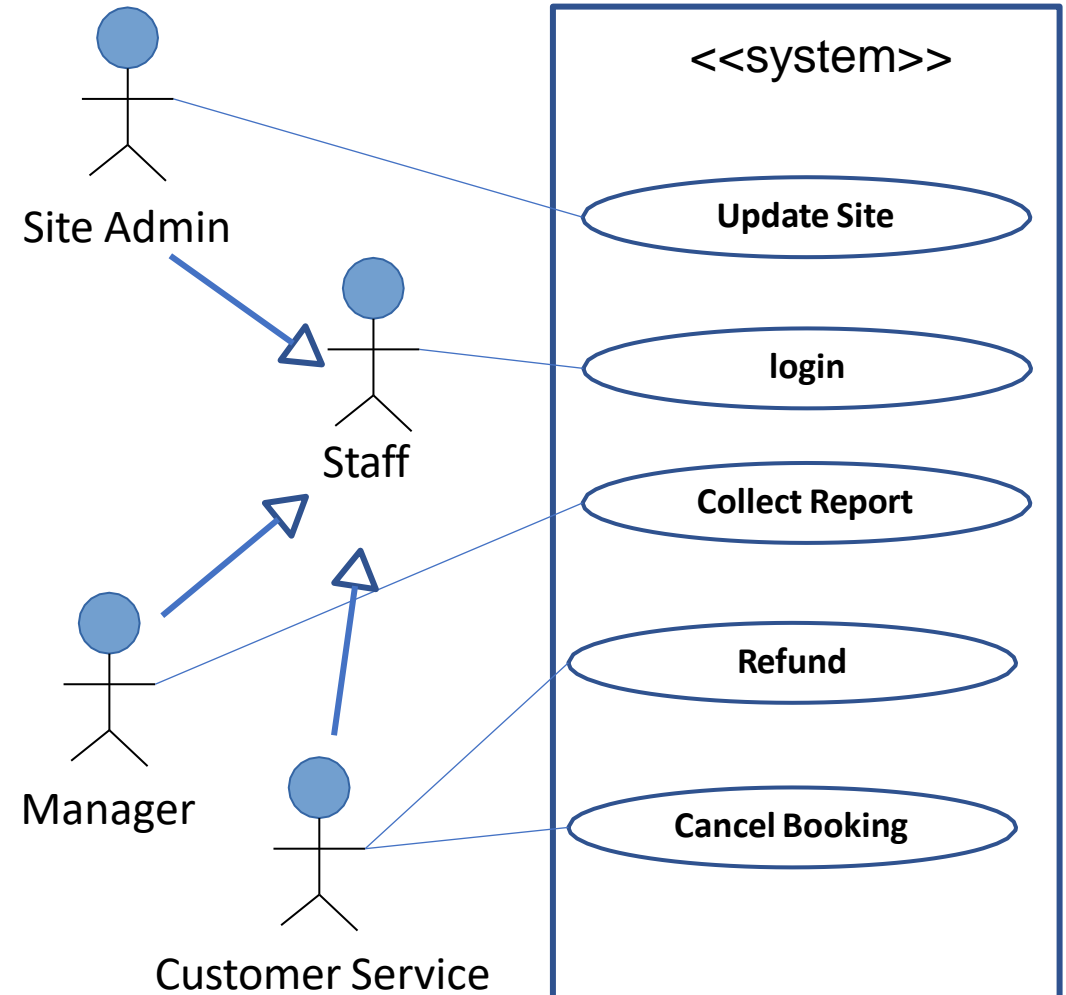 <<system>>
Update Site
Site Admin
login
Staff
Collect Report
Refund
Manager
Cancel Booking
Customer Service